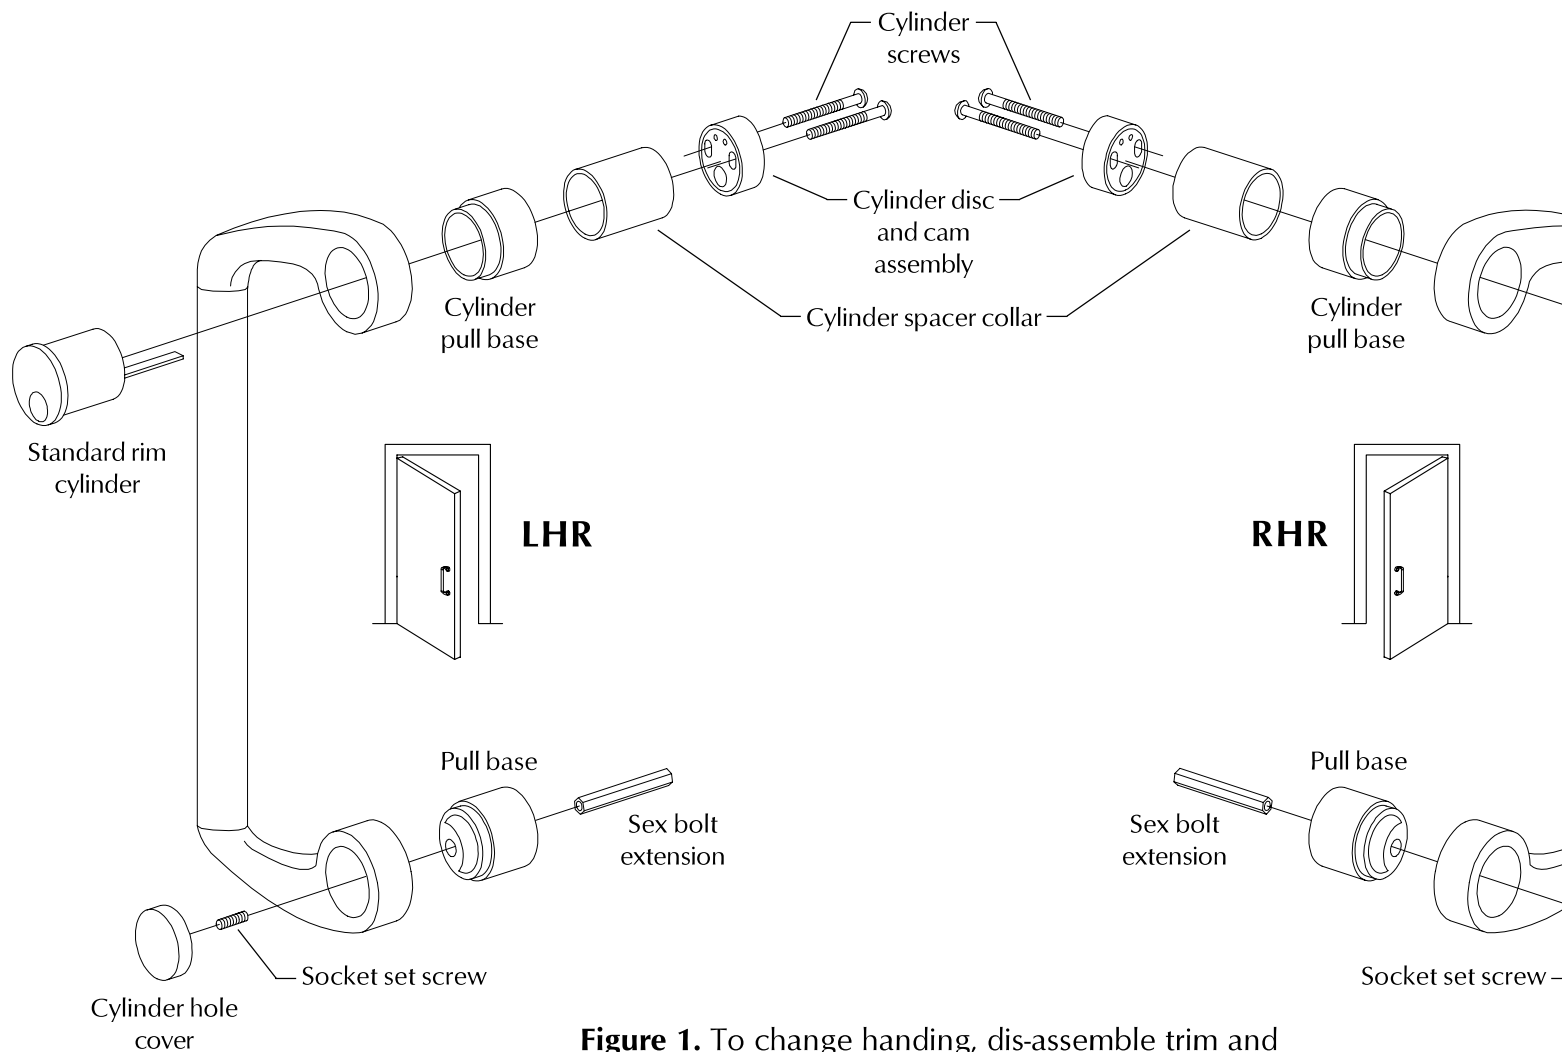 Cylinder
screws
Cylinder disc
and cam
assembly
Cylinder
pull base
Cylinder spacer collar
Cylinder
pull base
Standard rim
cylinder
LHR
RHR
Pull base
Sex bolt
extension
Pull base
Sex bolt
extension
Socket set screw
Socket set screw
Cylinder hole
cover
Figure 1. To change handing, dis-assemble trim and